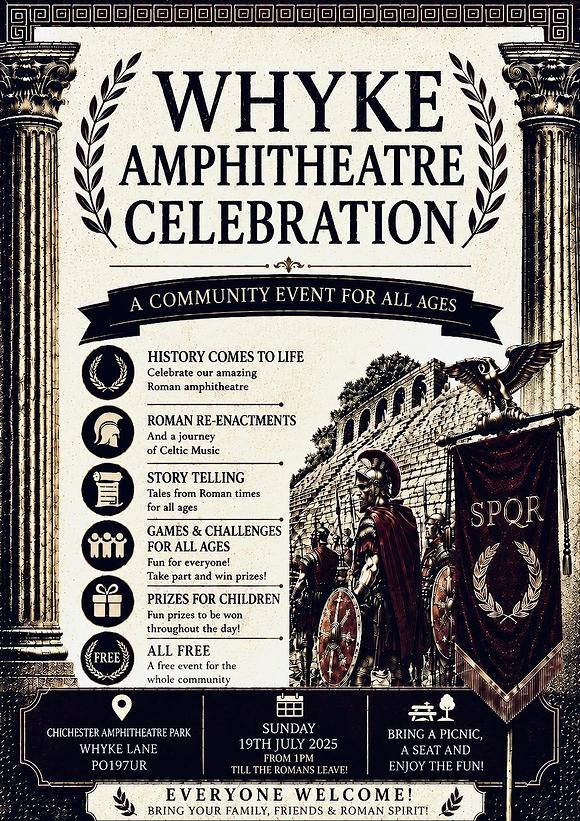 WHYKE
AMPHITHEATRE
CELEBRATION
A COMMUNITY EVENT FOR ALL AGES
HISTORY COMES TO LIFE
Celebrate our amazing
Roman amphitheatre
ROMAN RE-ENACTMENTS
And a journey
of Celtic Music
STORY TELLING
Tales from Roman times
for all ages
GAMES & CHALLENGES
FOR ALL AGES
Fun for everyone!
Take part and win prizes!
PRIZES FOR CHILDREN
Fun prizes to be won
throughout the day!
FREE
ALL FREE
A free event for the
whole community
SPQR
CHICHESTER AMPHITHEATRE PARK
WHYKE LANE
PO197UR
SUNDAY
19TH JULY 2025
FROM 1PM
TILL THE ROMANS LEAVE!
BRING A PICNIC,
A SEAT AND
ENJOY THE FUN!
EVERYONE WELCOME!
BRING YOUR FAMILY, FRIENDS & ROMAN SPIRIT!